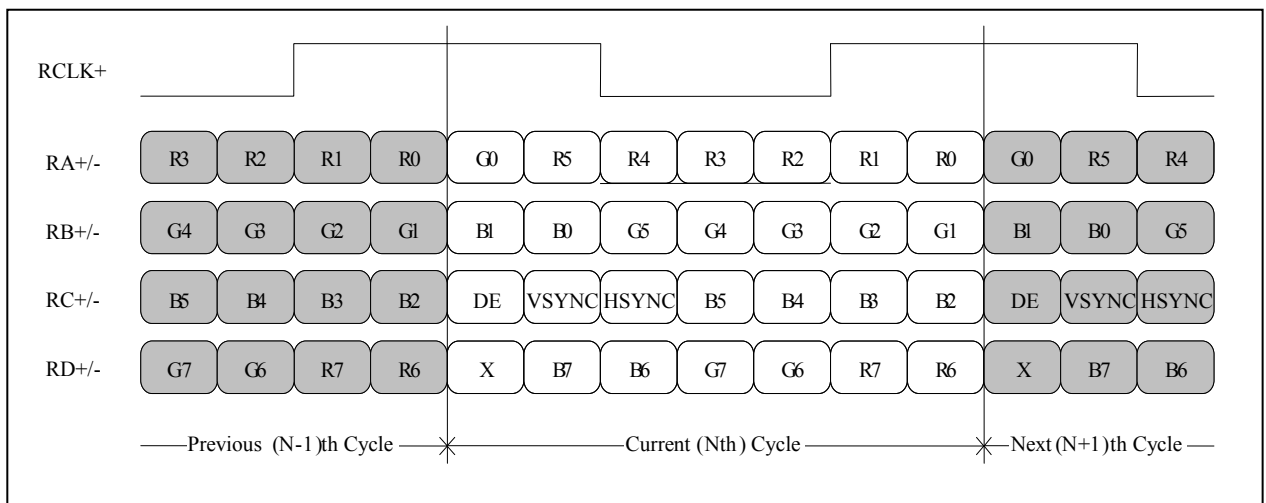 RCLK+
RA+/- R3 R2 R1 R0 G0 R5 R4 R3 R2 R1 R0 G0 R5 R4
RB+/- G4 G3 G2 G1 B1 B0 G5 G4 G3 G2 G1 B1 B0 G5
RC+/- B5 B4 B3 B2 DE VSYNC HSYNC B5 B4 B3 B2 DE VSYNC HSYNC
RD+/- G7 G6 R7 R6 X B7 B6 G7 G6 R7 R6 X B7 B6
Previous (N-1)th Cycle Current (Nth) Cycle Next (N+1)th Cycle